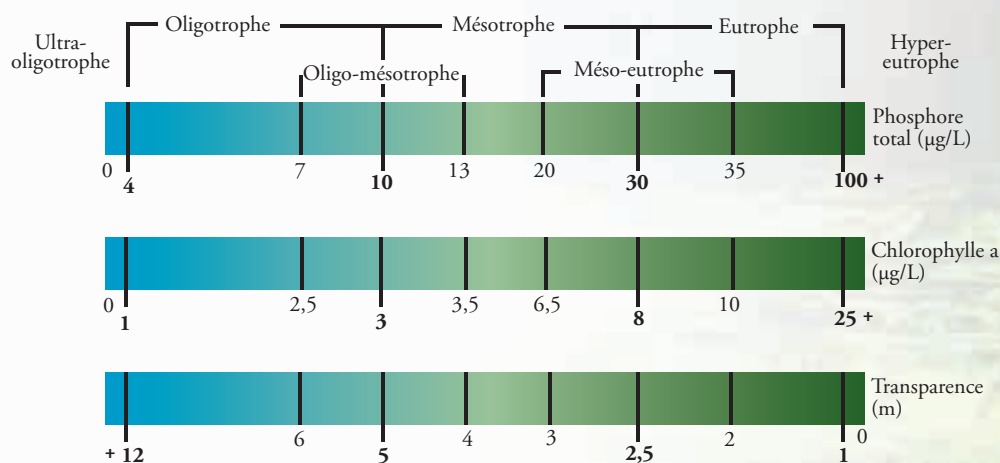 Oligotrophe
Mésotrophe
Eutrophe
Ultra-
oligotrophe
Hyper-
eutrophe
Oligo-mésotrophe
Méso-eutrophe
Phosphore
total (µg/L)
0 4 7 10 13 20 30 35 100 +
Chlorophylle a
(µg/L)
0 1 2,5 3 3,5 6,5 8 10 25 +
Transparence
(m)
+ 12 6 5 4 3 2,5 2 1 0